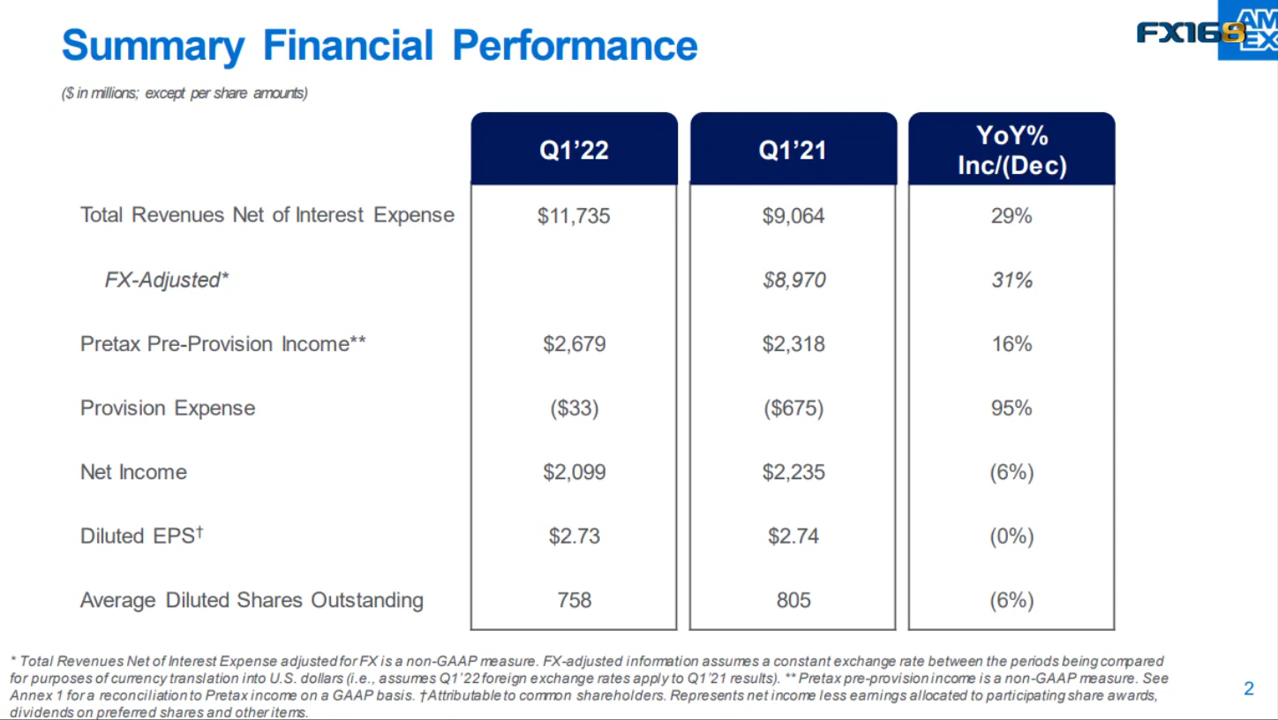 Summary Financial Performance
FX168
AM
EX
($ in millions; except per share amounts)
Q1’22 Q1’21 YoY%
Inc/(Dec)
Total Revenues Net of Interest Expense $11,735 $9,064 29%
FX-Adjusted* $8,970 31%
Pretax Pre-Provision Income** $2,679 $2,318 16%
Provision Expense ($33) ($675) 95%
Net Income $2,099 $2,235 (6%)
Diluted EPS† $2.73 $2.74 (0%)
Average Diluted Shares Outstanding 758 805 (6%)
* Total Revenues Net of Interest Expense adjusted for FX is a non-GAAP measure. FX-adjusted information assumes a constant exchange rate between the periods being compared
for purposes of currency translation into U.S. dollars (i.e., assumes Q1’22 foreign exchange rates apply to Q1’21 results). ** Pretax pre-provision income is a non-GAAP measure. See
Annex 1 for a reconciliation to Pretax income on a GAAP basis. †Attributable to common shareholders. Represents net income less earnings allocated to participating share awards,
dividends on preferred shares and other items.
2